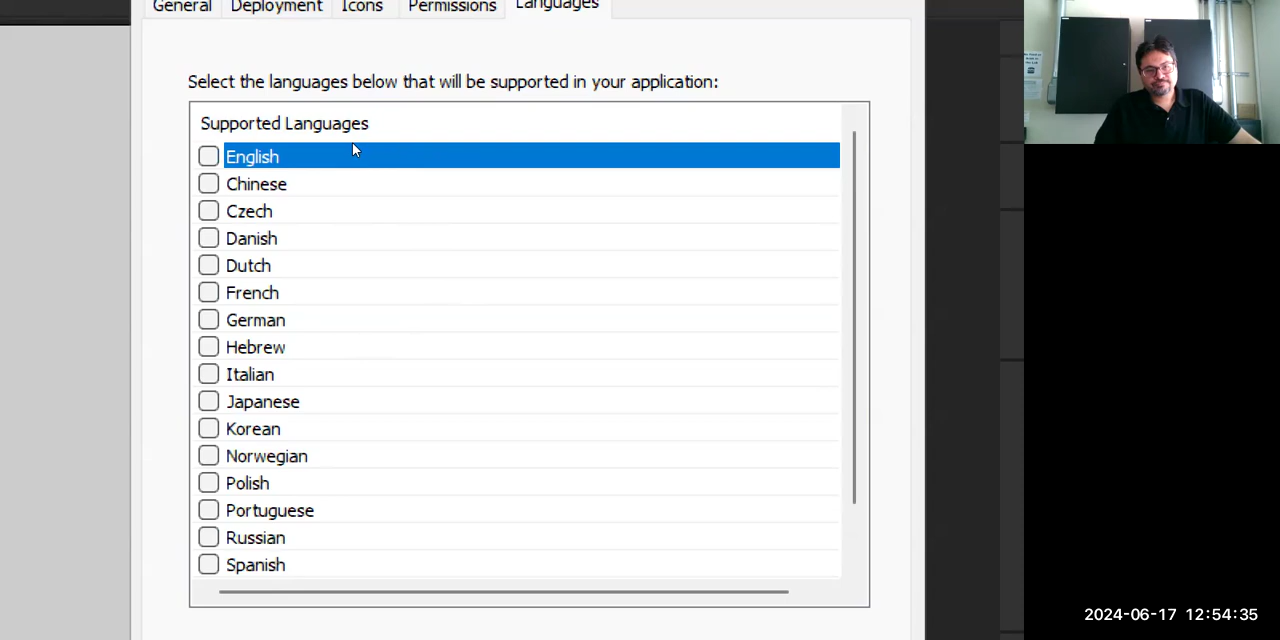 General Deployment Icons Permissions Languages
Select the languages below that will be supported in your application:
Supported Languages
English
Chinese
Czech
Danish
Dutch
French
German
Hebrew
Italian
Japanese
Korean
Norwegian
Polish
Portuguese
Russian
Spanish
2024-06-17 12:54:35